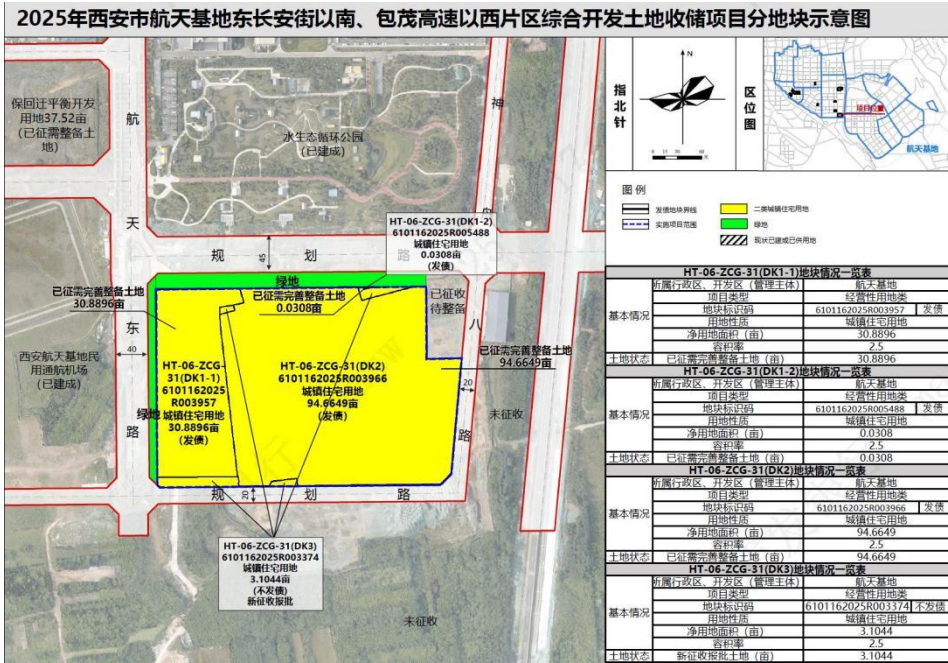 2025年西安市航天基地东长安街以南、包茂高速以西片区综合开发土地收储项目分地块示意图
保回迁平衡开发
用地37.52亩
(已征需整备土
地)
航
天
东
路
水生态循环公园
(已建成)
神
八
路
规 划 路
45
HT-06-ZCG-31(DK1-2)
6101162025R005488
城镇住宅用地
0.0308亩
(发债)
绿地
已征需完善整备土地
30.8896亩
已征需完善整备土地
0.0308亩
已征收
待整备
40
西安航天基地民
用通航机场
(已建成)
绿地
HT-06-ZCG-
31(DK1-1)
6101162025
R003957
城镇住宅用地
30.8896亩
(发债)
HT-06-ZCG-31(DK2)
6101162025R003966
城镇住宅用地
94.6649亩
(发债)
已征需完善整备土地
94.6649亩
20
未征收
规 划 路
20
HT-06-ZCG-31(DK3)
6101162025R003374
城镇住宅用地
3.1044亩
(不发债)
新征收报批
未征收
指北针
N
区位图
项目位置
航天基地
图 例
发债地块界线
实施项目范围
二类城镇住宅用地
绿地
现状已建或已供用地
HT-06-ZCG-31(DK1-1)地块情况一览表
基本情况
所属行政区、开发区(管理主体) 航天基地
项目类型 经营性用地类
地块标识码 6101162025R003957 发债
用地性质 城镇住宅用地
净用地面积(亩) 30.8896
容积率 2.5
土地状态 已征需完善整备土地(亩) 30.8896
HT-06-ZCG-31(DK1-2)地块情况一览表
基本情况
所属行政区、开发区(管理主体) 航天基地
项目类型 经营性用地类
地块标识码 6101162025R005488 发债
用地性质 城镇住宅用地
净用地面积(亩) 0.0308
容积率 2.5
土地状态 已征需完善整备土地(亩) 0.0308
HT-06-ZCG-31(DK2)地块情况一览表
基本情况
所属行政区、开发区(管理主体) 航天基地
项目类型 经营性用地类
地块标识码 6101162025R003966 发债
用地性质 城镇住宅用地
净用地面积(亩) 94.6649
容积率 2.5
土地状态 已征需完善整备土地(亩) 94.6649
HT-06-ZCG-31(DK3)地块情况一览表
基本情况
所属行政区、开发区(管理主体) 航天基地
项目类型 经营性用地类
地块标识码 6101162025R003374 不发债
用地性质 城镇住宅用地
净用地面积(亩) 3.1044
容积率 2.5
土地状态 新征收报批土地(亩) 3.1044